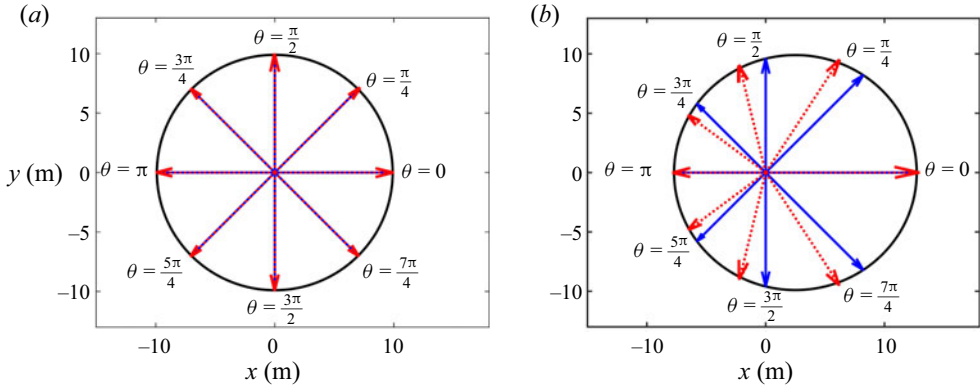 (a)
(b)
10
5
0
–5
–10
y (m)
–10
0
10
x (m)
θ = π/2
θ = 3π/4
θ = π/4
θ = π
θ = 0
θ = 5π/4
θ = 7π/4
θ = 3π/2
10
5
0
–5
–10
–10
0
10
x (m)
θ = π/2
θ = π/4
θ = 3π/4
θ = π
θ = 0
θ = 5π/4
θ = 7π/4
θ = 3π/2